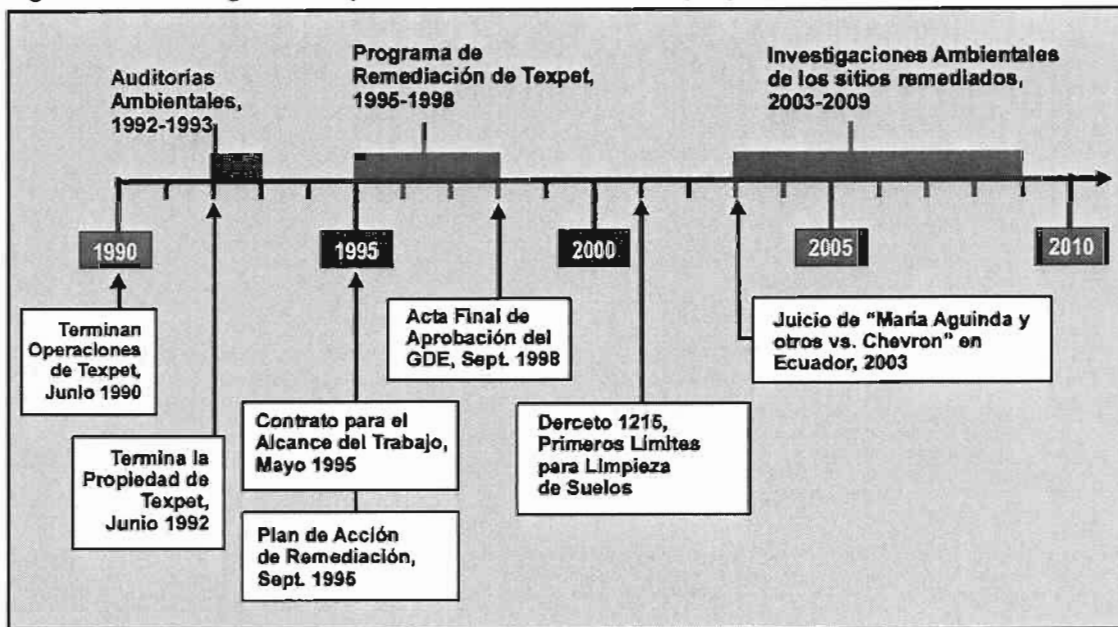 Auditorías
Ambientales,
1992-1993
Programa de
Remediación de Texpet,
1995-1998
Investigaciones Ambientales
de los sitios remediados,
2003-2009
1990
1995
2000
2005
2010
Terminan
Operaciones
de Texpet,
Junio 1990
Termina la
Propiedad de
Texpet,
Junio 1992
Contrato para el
Alcance del Trabajo,
Mayo 1995
Plan de Acción
de Remediación,
Sept. 1995
Acta Final de
Aprobación del
GDE, Sept. 1998
Derceto 1215,
Primeros Límites
para Limpieza
de Suelos
Juicio de "Maria Aguinda y
otros vs. Chevron" en
Ecuador, 2003